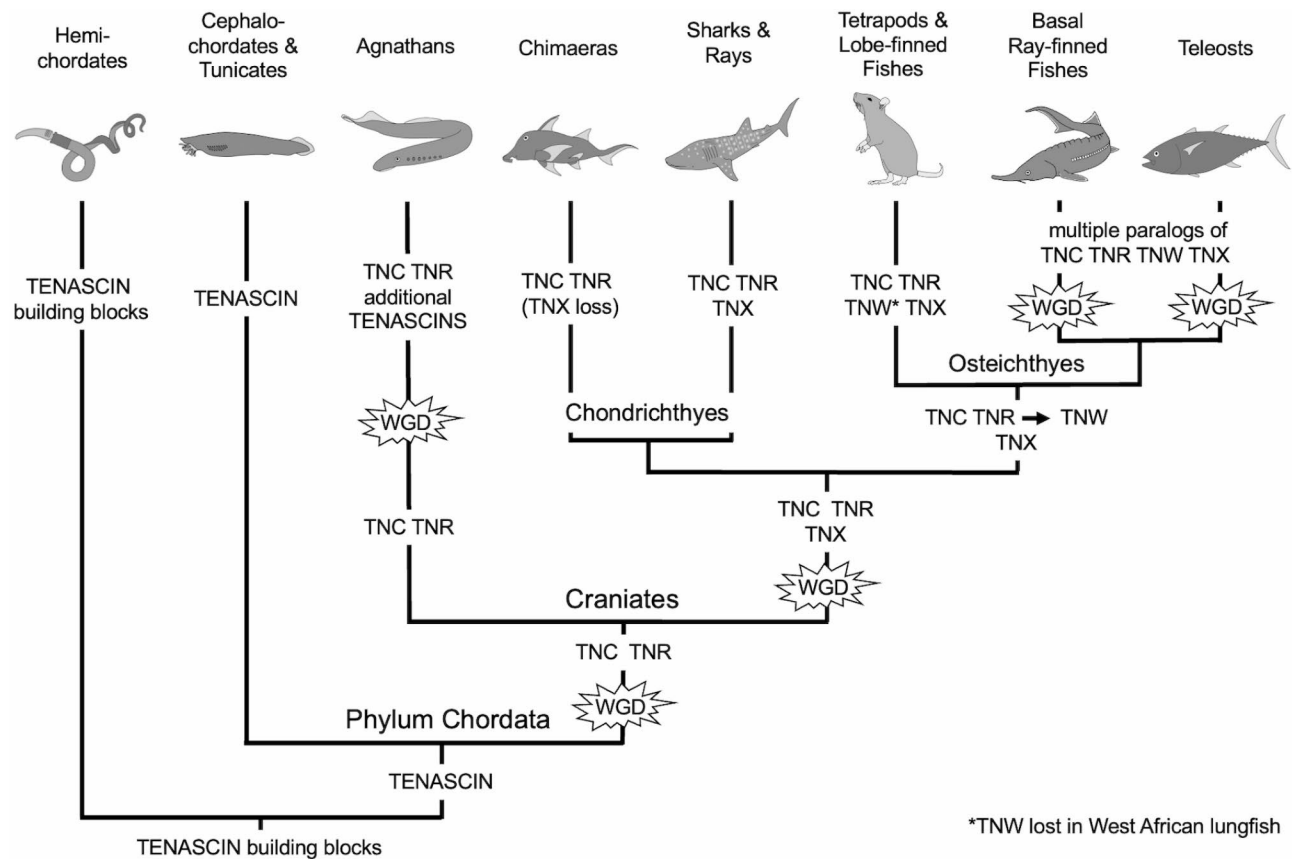 Hemi-
chordates
Cephalo-
chordates &
Tunicates
Agnathans
Chimaeras
Sharks &
Rays
Tetrapods &
Lobe-finned
Fishes
Basal
Ray-finned
Fishes
Teleosts
TENASCIN
building blocks
TENASCIN
TNC TNR
additional
TENASCINS
TNC TNR
(TNX loss)
TNC TNR
TNX
TNC TNR
TNW* TNX
multiple paralogs of
TNC TNR TNW TNX
WGD
WGD
Osteichthyes
WGD
Chondrichthyes
TNC TNR → TNW
TNX
TNC TNR
TNC TNR
TNX
WGD
Craniates
TNC TNR
WGD
Phylum Chordata
TENASCIN
TENASCIN building blocks
*TNW lost in West African lungfish